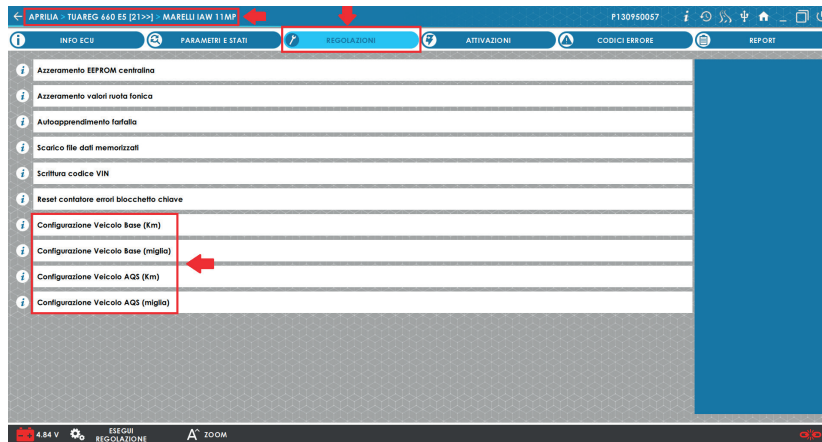 APRILIA > TUAREG 660 E5 [21>>] > MARELLI IAW 11MP
P130950057
INFO ECU
PARAMETRI E STATI
REGOLAZIONI
ATTIVAZIONI
CODICI ERRORE
REPORT
Azzeramento EEPROM centralina
Azzeramento valori ruota fonica
Autoapprendimento farfalla
Scarico file dati memorizzati
Scrittura codice VIN
Reset contatore errori blocchetto chiave
Configurazione Veicolo Base (Km)
Configurazione Veicolo Base (miglia)
Configurazione Veicolo AQS (Km)
Configurazione Veicolo AQS (miglia)
4.84 V
ESEGUI
REGOLAZIONE
ZOOM